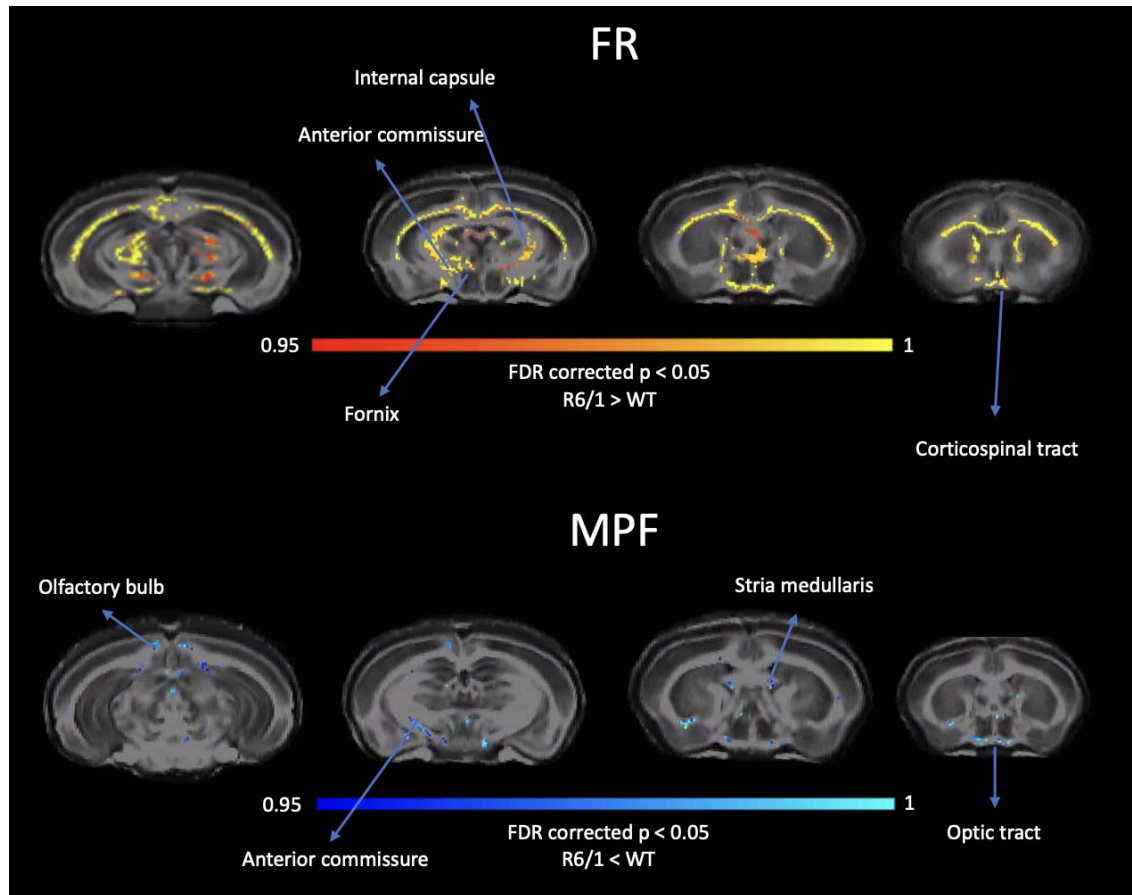 FR
Internal capsule
Anterior commissure
0.95
1
FDR corrected p < 0.05
R6/1 > WT
Fornix
Corticospinal tract
MPF
Olfactory bulb
Stria medullaris
0.95
1
FDR corrected p < 0.05
R6/1 < WT
Anterior commissure
Optic tract